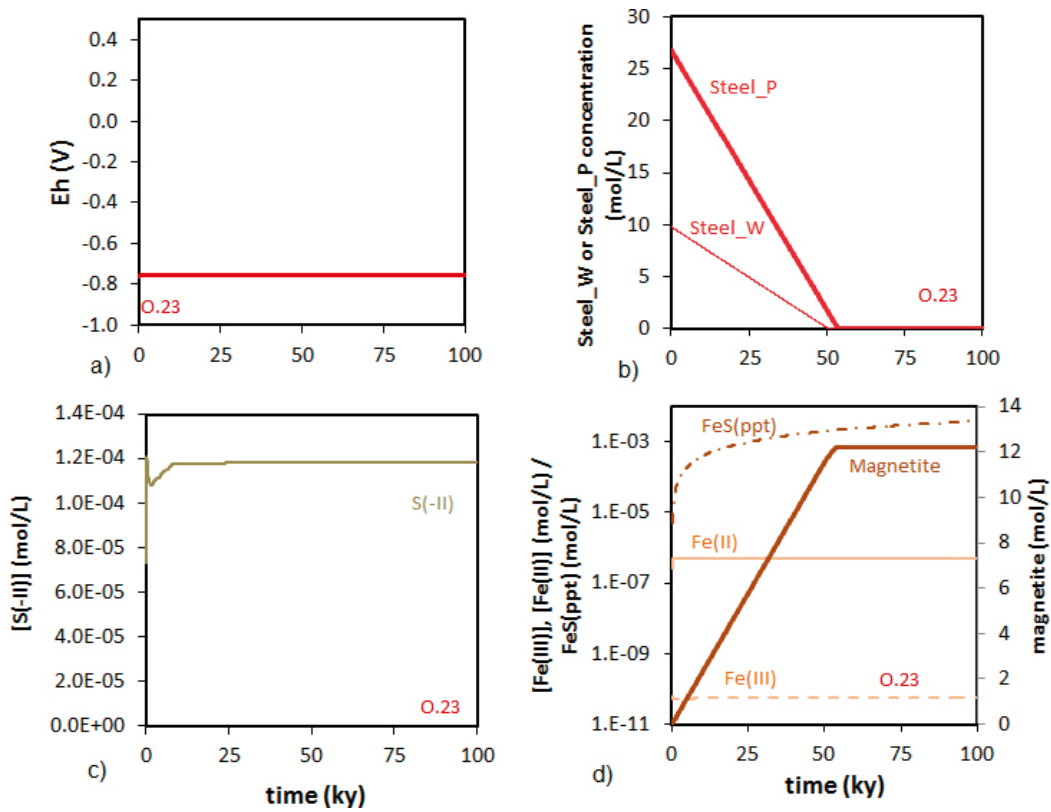 Eh (V)
0.4
0.2
0.0
-0.2
-0.4
-0.6
-0.8
-1.0
O.23
0
25
50
75
100
a)
Steel_W or Steel_P concentration
(mol/L)
30
25
20
15
10
5
0
Steel_P
Steel_W
O.23
0
25
50
75
100
b)
[S(-II)] (mol/L)
1.4E-04
1.2E-04
1.0E-04
8.0E-05
6.0E-05
4.0E-05
2.0E-05
0.0E+00
S(-II)
O.23
0
25
50
75
100
c)
time (ky)
[Fe(III)], [Fe(II)] (mol/L) /
FeS(ppt) (mol/L)
1.E-03
1.E-05
1.E-07
1.E-09
1.E-11
FeS(ppt)
Magnetite
Fe(II)
Fe(III)
O.23
14
12
10
8
6
4
2
0
magnetite (mol/L)
0
25
50
75
100
d)
time (ky)